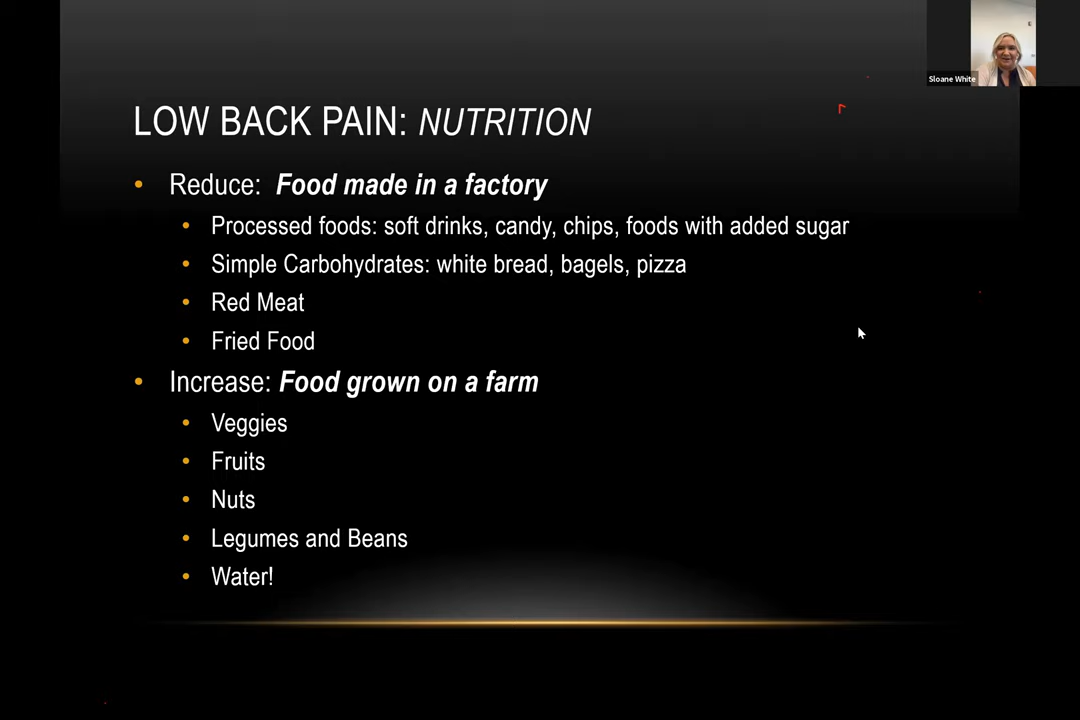 Sloane White
LOW BACK PAIN: NUTRITION
• Reduce: Food made in a factory
• Processed foods: soft drinks, candy, chips, foods with added sugar
• Simple Carbohydrates: white bread, bagels, pizza
• Red Meat
• Fried Food
• Increase: Food grown on a farm
• Veggies
• Fruits
• Nuts
• Legumes and Beans
• Water!